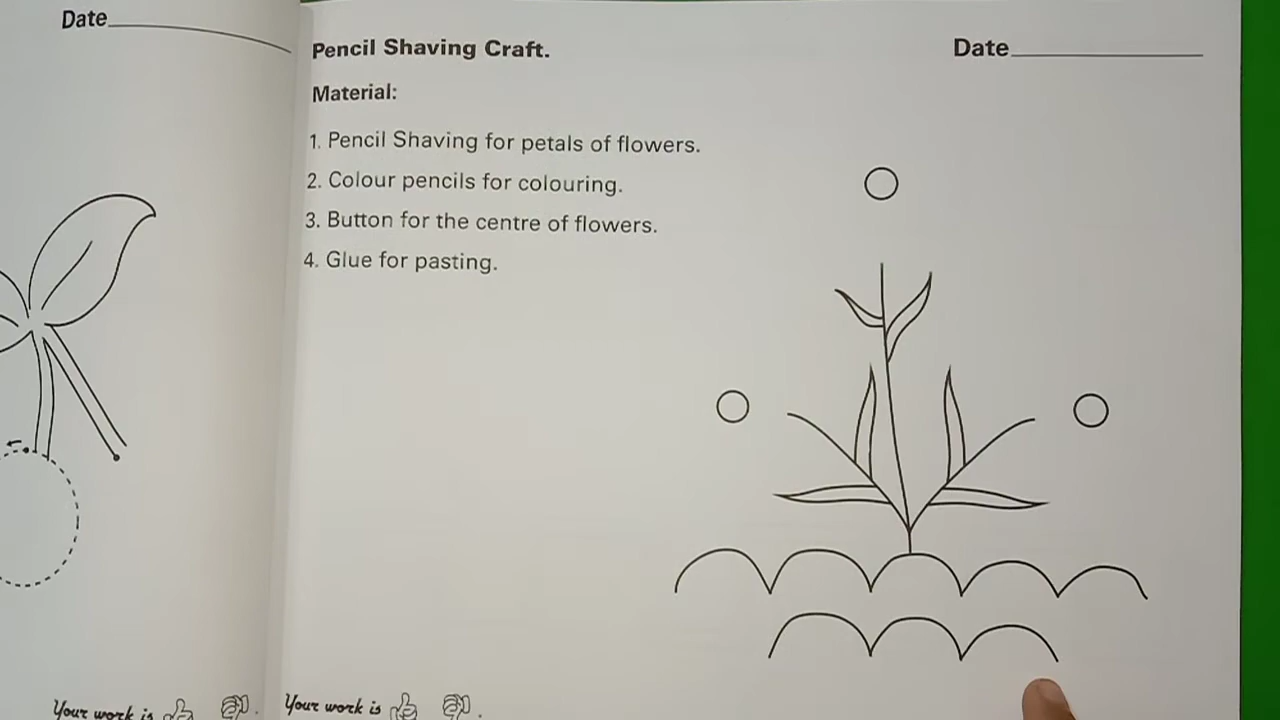 Date
Pencil Shaving Craft.
Date
Material:
1. Pencil Shaving for petals of flowers.
2. Colour pencils for colouring.
3. Button for the centre of flowers.
4. Glue for pasting.
Your work is
Your work is